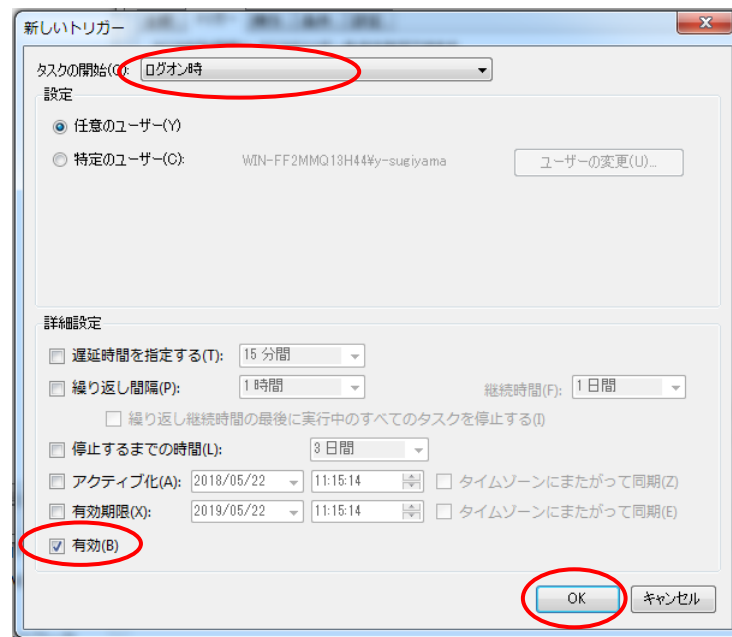 新しいトリガー
タスクの開始(G): ログオン時
設定
任意のユーザー(Y)
特定のユーザー(C): WIN-FF2MMQ13H44¥y-sugiyama ユーザーの変更(U)...
詳細設定
遅延時間を指定する(T): 15 分間
繰り返し間隔(P): 1 時間 継続時間(F): 1 日間
繰り返し継続時間の最後に実行中のすべてのタスクを停止する(I)
停止するまでの時間(L): 3 日間
アクティブ化(A): 2018/05/22 11:15:14 タイムゾーンにまたがって同期(Z)
有効期限(X): 2019/05/22 11:15:14 タイムゾーンにまたがって同期(E)
有効(B)
OK キャンセル